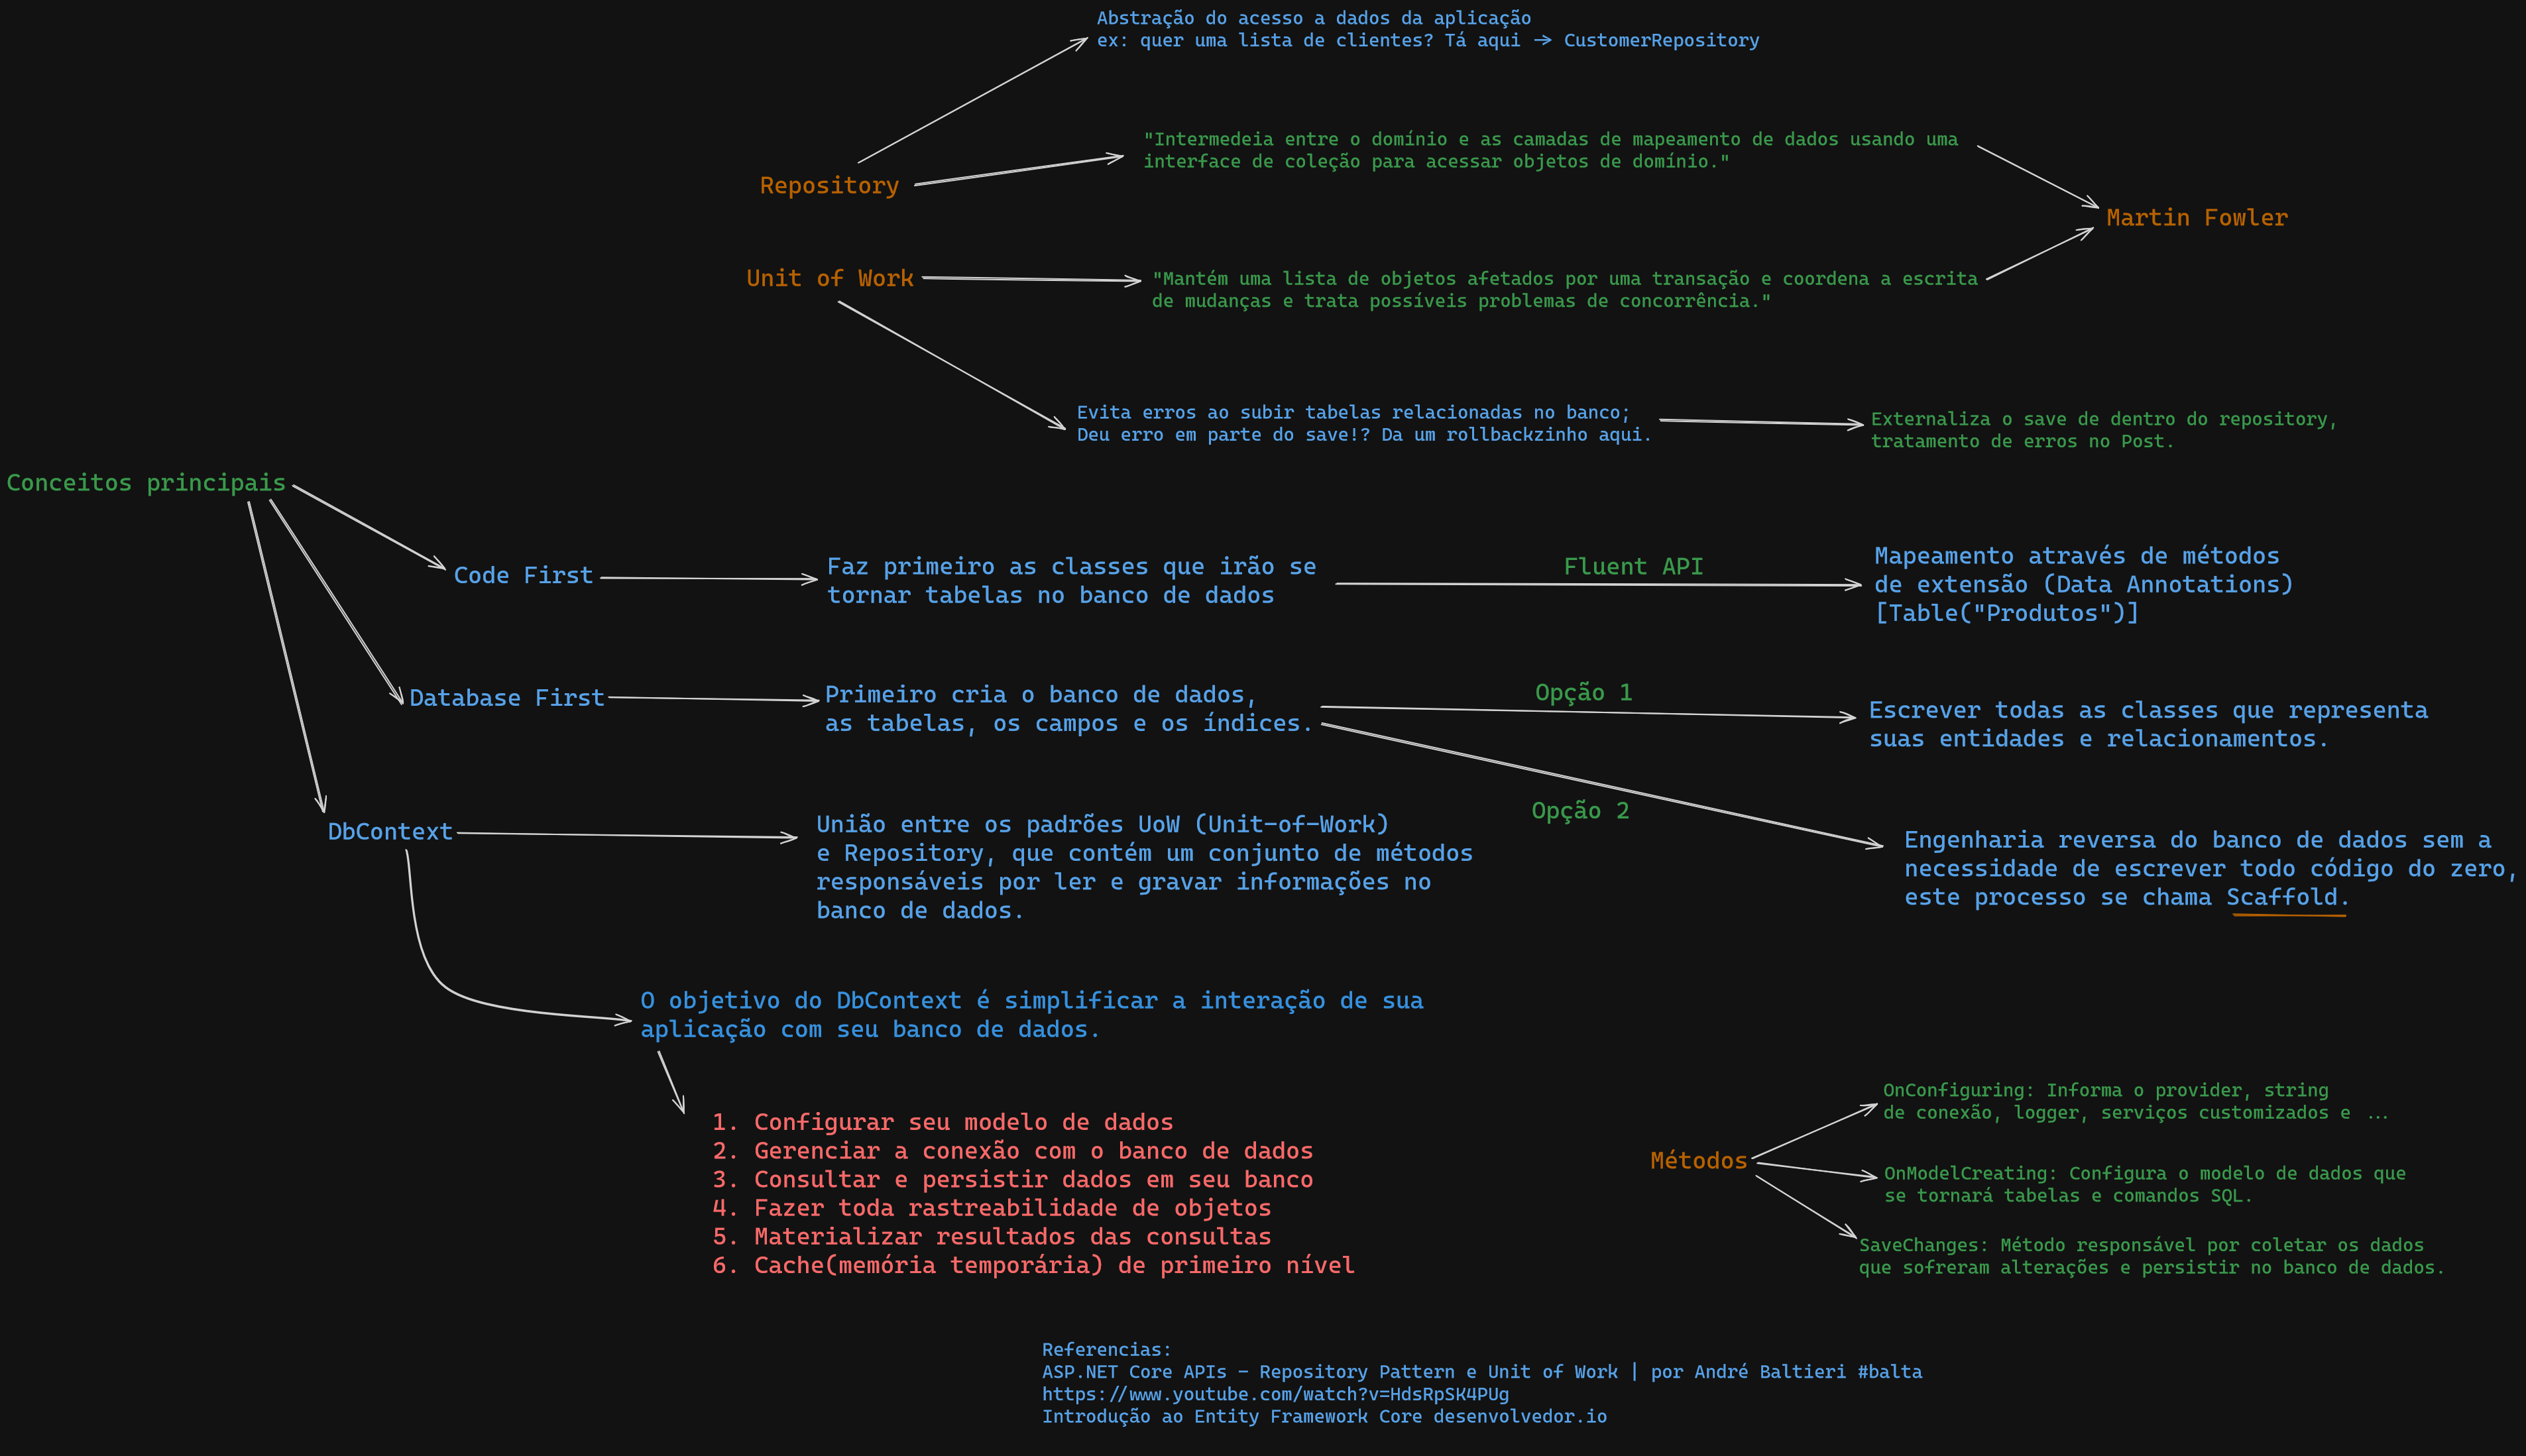 Abstração do acesso a dados da aplicação
ex: quer uma lista de clientes? Tá aqui -> CustomerRepository
"Intermedeia entre o domínio e as camadas de mapeamento de dados usando uma
interface de coleção para acessar objetos de domínio."
Repository
Martin Fowler
Unit of Work
"Mantém uma lista de objetos afetados por uma transação e coordena a escrita
de mudanças e trata possíveis problemas de concorrência."
Evita erros ao subir tabelas relacionadas no banco;
Deu erro em parte do save!? Da um rollbackzinho aqui.
Externaliza o save de dentro do repository,
tratamento de erros no Post.
Conceitos principais
Code First
Faz primeiro as classes que irão se
tornar tabelas no banco de dados
Fluent API
Mapeamento através de métodos
de extensão (Data Annotations)
[Table("Produtos")]
Database First
Primeiro cria o banco de dados,
as tabelas, os campos e os índices.
Opção 1
Escrever todas as classes que representa
suas entidades e relacionamentos.
Opção 2
Engenharia reversa do banco de dados sem a
necessidade de escrever todo código do zero,
este processo se chama Scaffold.
DbContext
União entre os padrões UoW (Unit-of-Work)
e Repository, que contém um conjunto de métodos
responsáveis por ler e gravar informações no
banco de dados.
O objetivo do DbContext é simplificar a interação de sua
aplicação com seu banco de dados.
1. Configurar seu modelo de dados
2. Gerenciar a conexão com o banco de dados
3. Consultar e persistir dados em seu banco
4. Fazer toda rastreabilidade de objetos
5. Materializar resultados das consultas
6. Cache(memória temporária) de primeiro nível
Métodos
OnConfiguring: Informa o provider, string
de conexão, logger, serviços customizados e ...
OnModelCreating: Configura o modelo de dados que
se tornará tabelas e comandos SQL.
SaveChanges: Método responsável por coletar os dados
que sofreram alterações e persistir no banco de dados.
Referencias:
ASP.NET Core APIs - Repository Pattern e Unit of Work | por André Baltieri #balta
https://www.youtube.com/watch?v=HdsRpSK4PUg
Introdução ao Entity Framework Core desenvolvedor.io